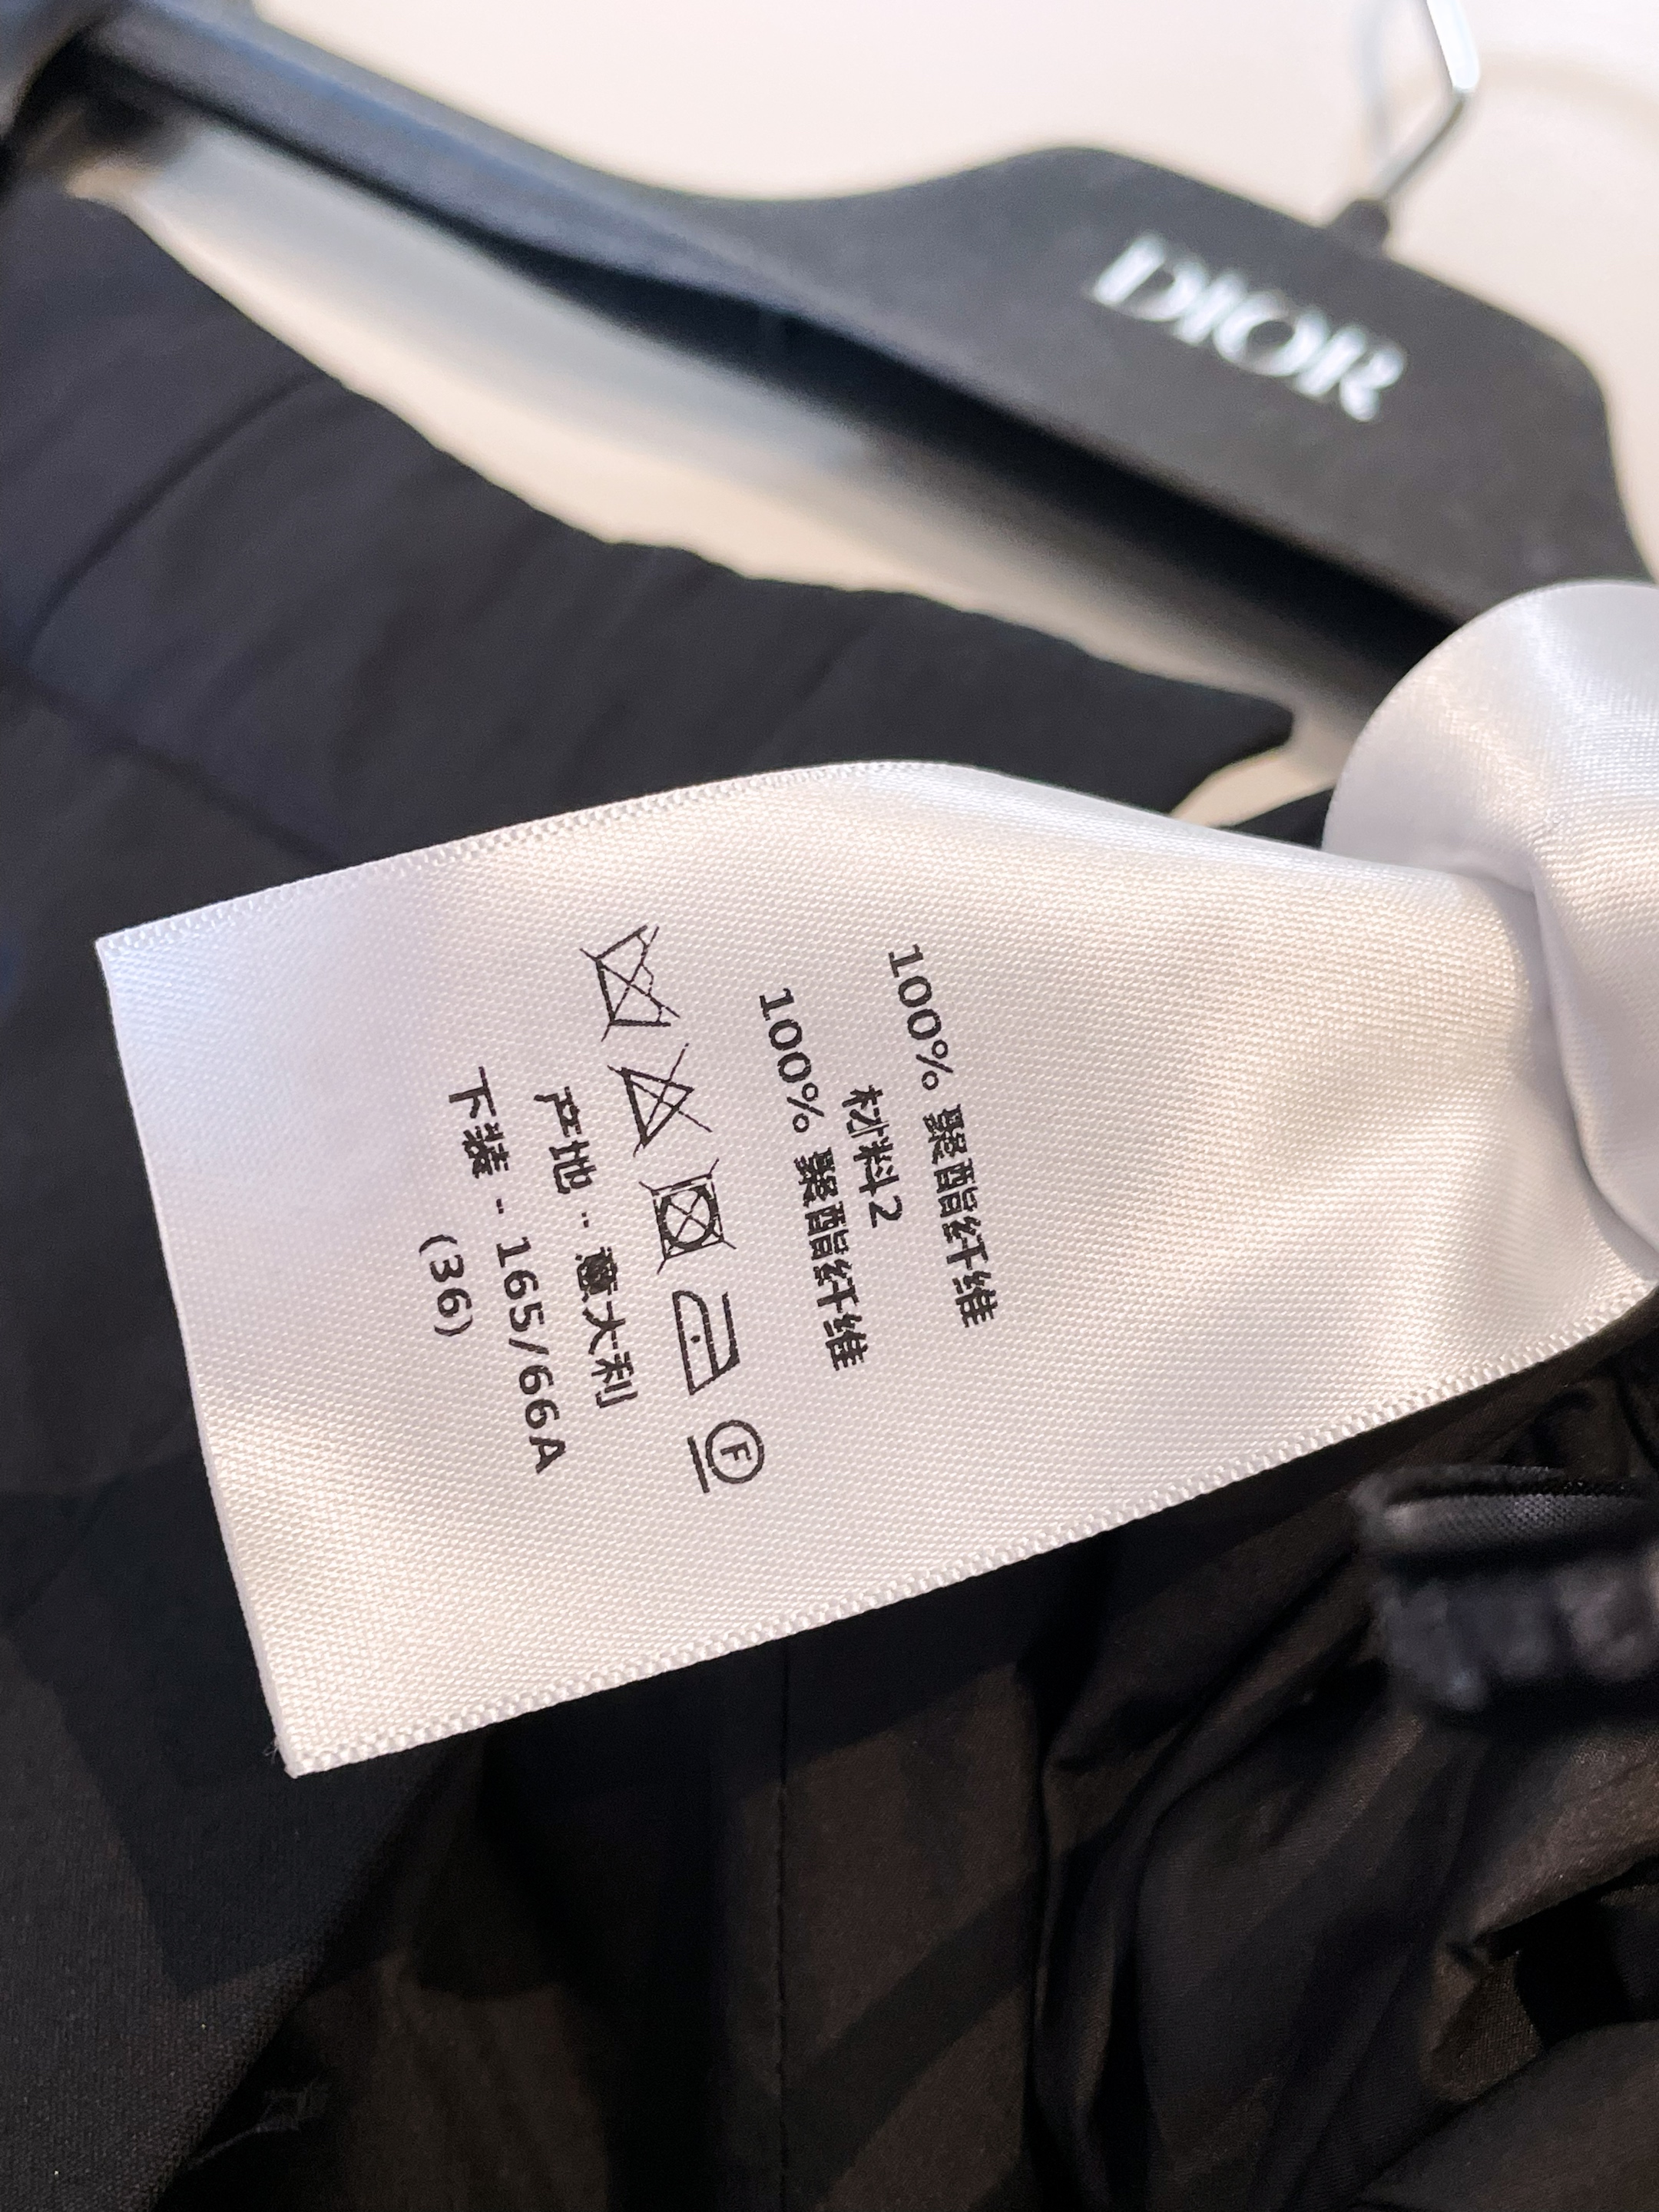 DIOR
100% 聚酯纤维
材料2
100% 聚酯纤维
F
产地 : 意大利
下装 - 165/66A
(36)